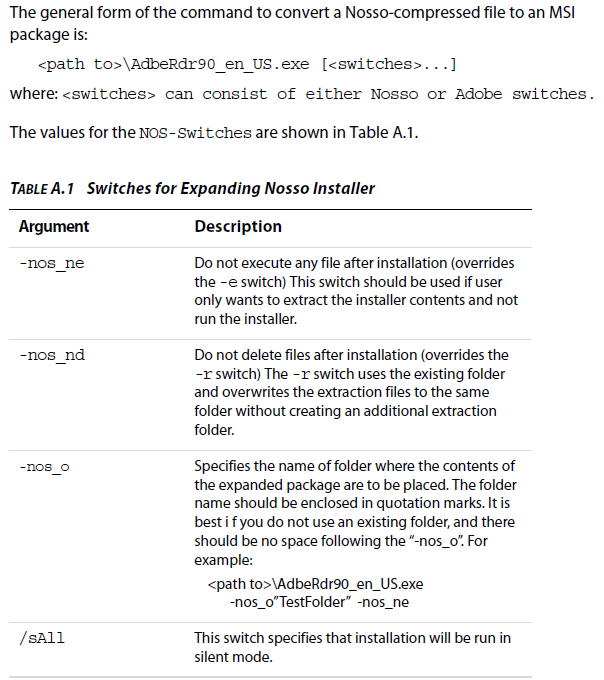 The general form of the command to convert a Nosso-compressed file to an MSI
package is:
<path to>\AdbeRdr90_en_US.exe [<switches>...]
where: <switches> can consist of either Nosso or Adobe switches.
The values for the NOS-Switches are shown in Table A.1.
TABLE A.1 Switches for Expanding Nosso Installer
Argument Description
-nos_ne Do not execute any file after installation (overrides
the -e switch) This switch should be used if user
only wants to extract the installer contents and not
run the installer.
-nos_nd Do not delete files after installation (overrides the
-r switch) The -r switch uses the existing folder
and overwrites the extraction files to the same
folder without creating an additional extraction
folder.
-nos_o Specifies the name of folder where the contents of
the expanded package are to be placed. The folder
name should be enclosed in quotation marks. It is
best i f you do not use an existing folder, and there
should be no space following the “-nos_o”. For
example:
<path to>\AdbeRdr90_en_US.exe
-nos_o”TestFolder” -nos_ne
/sAll This switch specifies that installation will be run in
silent mode.